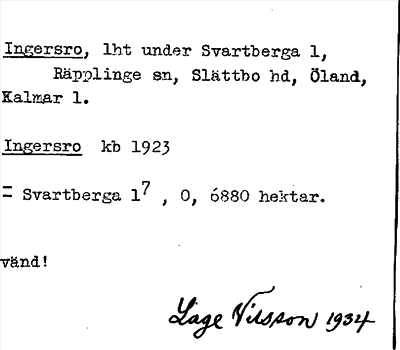 Ingersro, lht under Svartberga 1,
Räpplinge sn, Slättbo hd, Öland,
Kalmar l.
Ingersro kb 1923
= Svartberga 1⁷ , 0, 6880 hektar.
vänd!
Lage Nilsson 1934